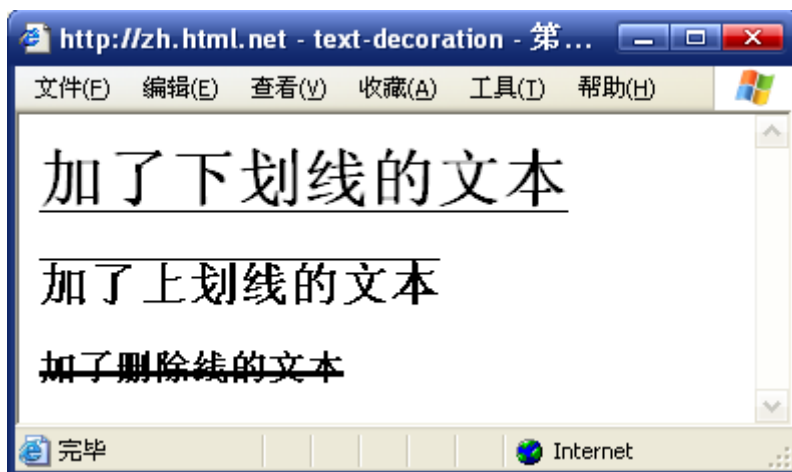 http://zh.html.net - text-decoration - 第...
文件(F) 编辑(E) 查看(V) 收藏(A) 工具(T) 帮助(H)
加了下划线的文本
加了上划线的文本
加了删除线的文本
完毕 Internet